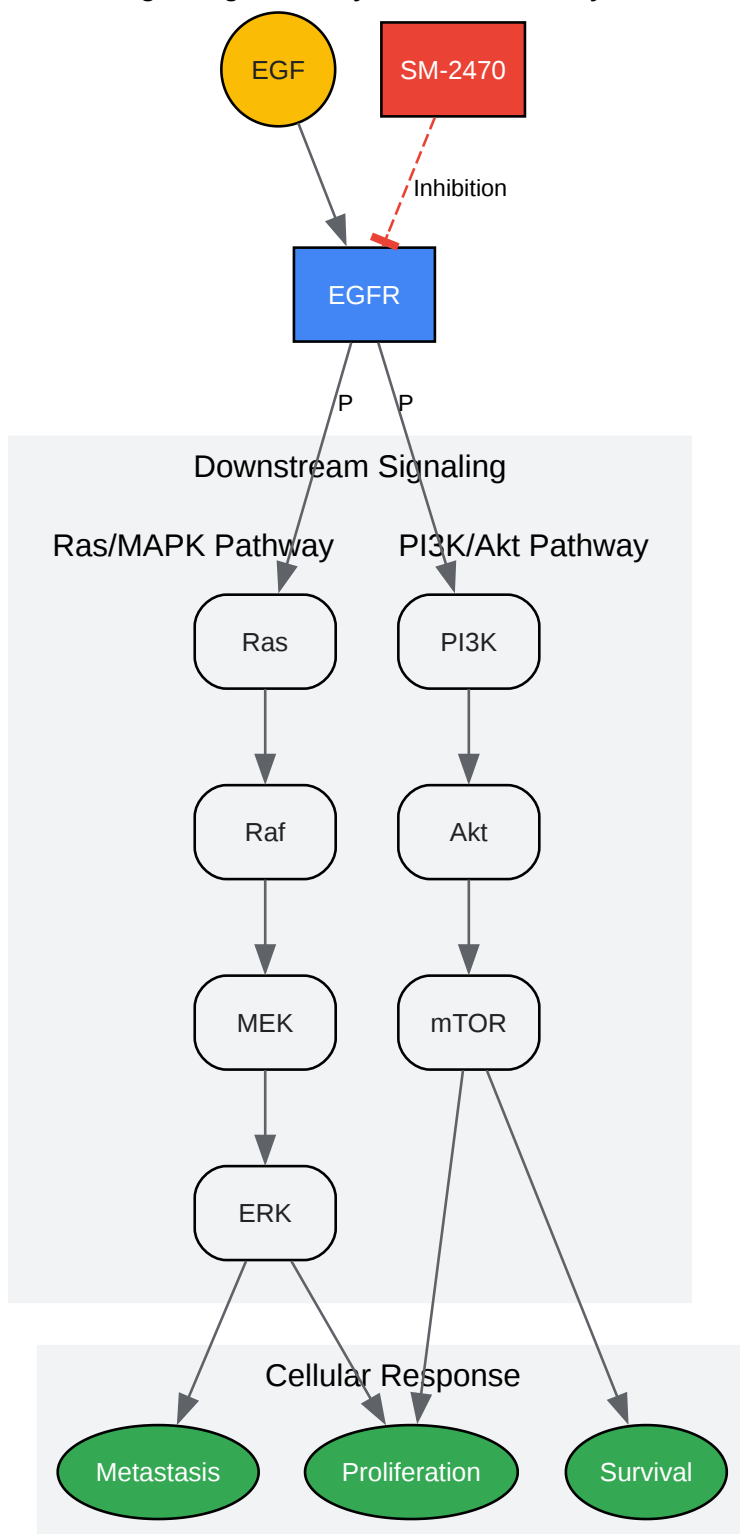 EGF
SM-2470
Inhibition
EGFR
P P
Downstream Signaling
Ras/MAPK Pathway PI3K/Akt Pathway
Ras PI3K
Raf Akt
MEK mTOR
ERK
Cellular Response
Metastasis Proliferation Survival